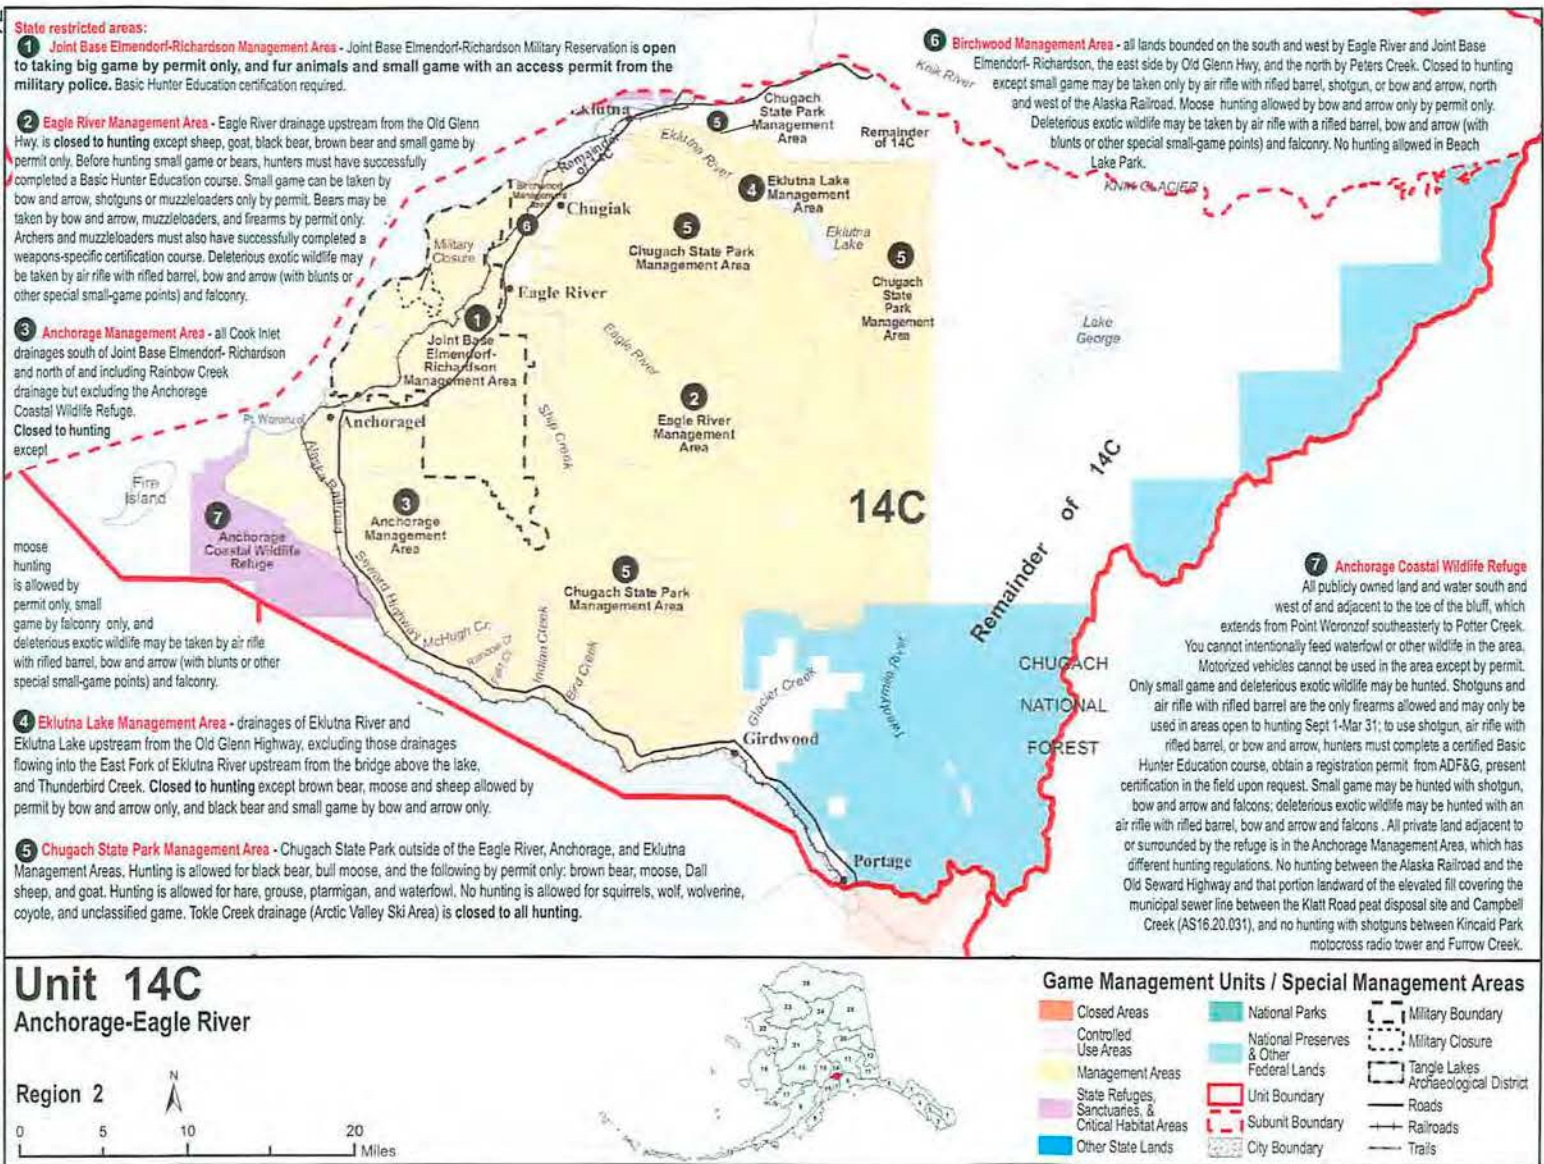 State restricted areas:
1 Joint Base Elmendorf-Richardson Management Area - Joint Base Elmendorf-Richardson Military Reservation is open
to taking big game by permit only, and fur animals and small game with an access permit from the
military police. Basic Hunter Education certification required.
2 Eagle River Management Area - Eagle River drainage upstream from the Old Glenn
Hwy. is closed to hunting except sheep, goat, black bear, brown bear and small game by
permit only. Before hunting small game or bears, hunters must have successfully
completed a Basic Hunter Education course. Small game can be taken by
bow and arrow, shotguns or muzzleloaders only by permit. Bears may be
taken by bow and arrow, muzzleloaders, and firearms by permit only.
Archers and muzzleloaders must also have successfully completed a
weapons-specific certification course. Deleterious exotic wildlife may
be taken by air rifle with rifled barrel, bow and arrow (with blunts or
other special small-game points) and falconry.
3 Anchorage Management Area - all Cook Inlet
drainages south of Joint Base Elmendorf- Richardson
and north of and including Rainbow Creek
drainage but excluding the Anchorage
Coastal Wildlife Refuge.
Closed to hunting
except
moose
hunting
is allowed by
permit only, small
game by falconry only, and
deleterious exotic wildlife may be taken by air rifle
with rifled barrel, bow and arrow (with blunts or other
special small-game points) and falconry.
4 Eklutna Lake Management Area - drainages of Eklutna River and
Eklutna Lake upstream from the Old Glenn Highway, excluding those drainages
flowing into the East Fork of Eklutna River upstream from the bridge above the lake,
and Thunderbird Creek. Closed to hunting except brown bear, moose and sheep allowed by
permit by bow and arrow only, and black bear and small game by bow and arrow only.
5 Chugach State Park Management Area - Chugach State Park outside of the Eagle River, Anchorage, and Eklutna
Management Areas. Hunting is allowed for black bear, bull moose, and the following by permit only: brown bear, moose, Dall
sheep, and goat. Hunting is allowed for hare, grouse, ptarmigan, and waterfowl. No hunting is allowed for squirrels, wolf, wolverine,
coyote, and unclassified game. Tokle Creek drainage (Arctic Valley Ski Area) is closed to all hunting.
6 Birchwood Management Area - all lands bounded on the south and west by Eagle River and Joint Base
Elmendorf- Richardson, the east side by Old Glenn Hwy, and the north by Peters Creek. Closed to hunting
except small game may be taken only by air rifle with rifled barrel, shotgun, or bow and arrow, north
and west of the Alaska Railroad. Moose hunting allowed by bow and arrow only by permit only.
Deleterious exotic wildlife may be taken by air rifle with a rifled barrel, bow and arrow (with
blunts or other special small-game points) and falconry. No hunting allowed in Beach
Lake Park.
7 Anchorage Coastal Wildlife Refuge
All publicly owned land and water south and
west of and adjacent to the toe of the bluff, which
extends from Point Woronzof southeasterly to Potter Creek.
You cannot intentionally feed waterfowl or other wildlife in the area.
Motorized vehicles cannot be used in the area except by permit.
Only small game and deleterious exotic wildlife may be hunted. Shotguns and
air rifle with rifled barrel are the only firearms allowed and may only be
used in areas open to hunting Sept 1-Mar 31; to use shotgun, air rifle with
rifled barrel, or bow and arrow, hunters must complete a certified Basic
Hunter Education course, obtain a registration permit from ADF&G, present
certification in the field upon request. Small game may be hunted with shotgun,
bow and arrow and falcons; deleterious exotic wildlife may be hunted with an
air rifle with rifled barrel, bow and arrow and falcons . All private land adjacent to
or surrounded by the refuge is in the Anchorage Management Area, which has
different hunting regulations. No hunting between the Alaska Railroad and the
Old Seward Highway and that portion landward of the elevated fill covering the
municipal sewer line between the Klatt Road peat disposal site and Campbell
Creek (AS16.20.031), and no hunting with shotguns between Kincaid Park
motocross radio tower and Furrow Creek.
Knik River
Eklutna
5
Chugach
State Park
Management
Area
Remainder
of 14C
KNIK GLACIER
Remainder
of 14C
Eklutna River
4
Eklutna Lake
Management
Area
Eklutna
Lake
Birchwood
Management
Area
6
Chugiak
5
Chugach State Park
Management Area
5
Chugach
State
Park
Management
Area
Military
Closure
Eagle River
1
Joint Base
Elmendorf-
Richardson
Management Area
Eagle River
Lake
George
2
Eagle River
Management
Area
Pt. Woronzof
Anchorage
Ship Creek
Fire
Island
Alaska Railroad
3
Anchorage
Management
Area
14C
Remainder of 14C
7
Anchorage
Coastal Wildlife
Refuge
5
Chugach State Park
Management Area
Seward Highway
McHugh Cr.
Indian Creek
Bird Creek
Glacier Creek
Twentymile River
CHUGACH
NATIONAL
FOREST
Girdwood
Portage
Unit 14C
Anchorage-Eagle River
Region 2
N
0 5 10 20
Miles
Game Management Units / Special Management Areas
Closed Areas
Controlled
Use Areas
Management Areas
State Refuges,
Sanctuaries, &
Critical Habitat Areas
Other State Lands
National Parks
National Preserves
& Other
Federal Lands
Unit Boundary
Subunit Boundary
City Boundary
Military Boundary
Military Closure
Tangle Lakes
Archaeological District
Roads
Railroads
Trails